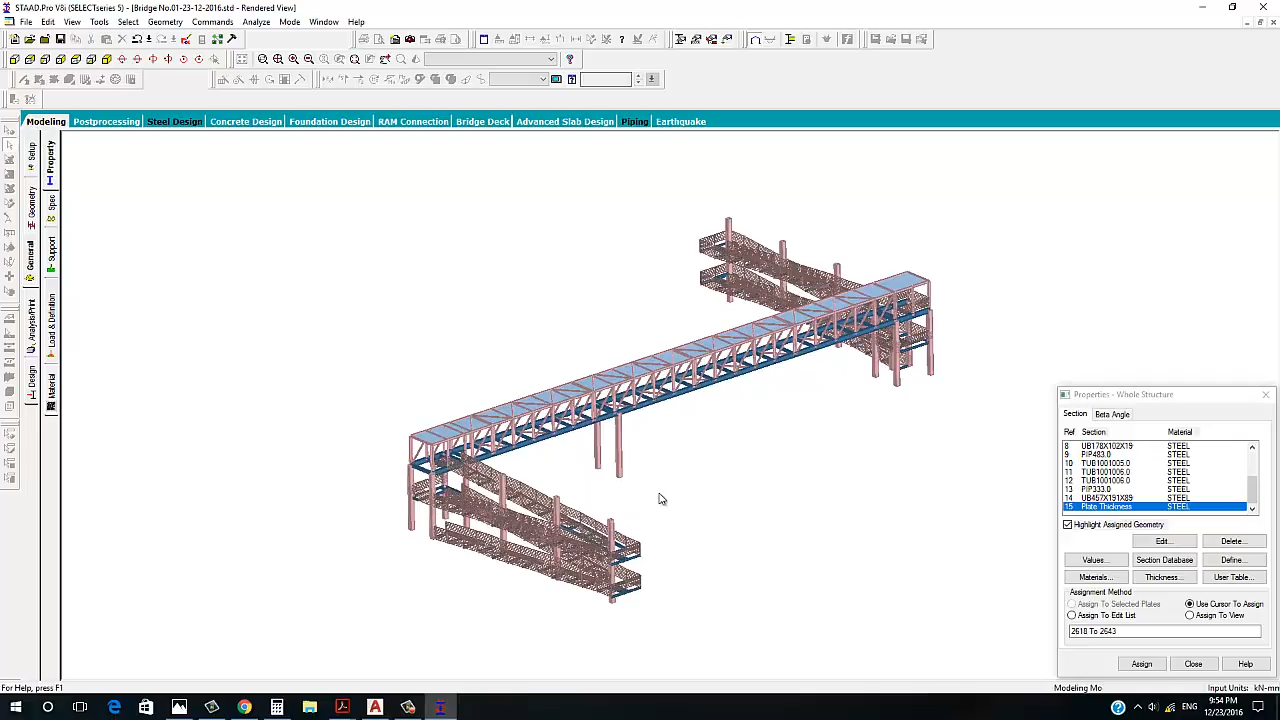 STAAD.Pro V8i (SELECTseries 5) - [Bridge No.01-23-12-2016.std - Rendered View]
File Edit View Tools Select Geometry Commands Analyze Mode Window Help
Modeling Postprocessing Steel Design Concrete Design Foundation Design RAM Connection Bridge Deck Advanced Slab Design Piping Earthquake
Setup
Geometry
General
Analysis/Print
Design
Property
Spec
Support
Load & Definition
Material
Properties - Whole Structure
Section Beta Angle
Ref Section Material
8 UB178X102X19 STEEL
9 PIP483.0 STEEL
10 TUB1001005.0 STEEL
11 TUB1001006.0 STEEL
12 TUB1001006.0 STEEL
13 PIP333.0 STEEL
14 UB457X191X89 STEEL
15 Plate Thickness STEEL
Highlight Assigned Geometry
Edit... Delete...
Values... Section Database Define...
Materials... Thickness... User Table...
Assignment Method
Assign To Selected Plates Use Cursor To Assign
Assign To Edit List Assign To View
2618 To 2643
Assign Close Help
For Help, press F1
Modeling Mo Input Units: kN-mm
ENG
9:54 PM
12/23/2016